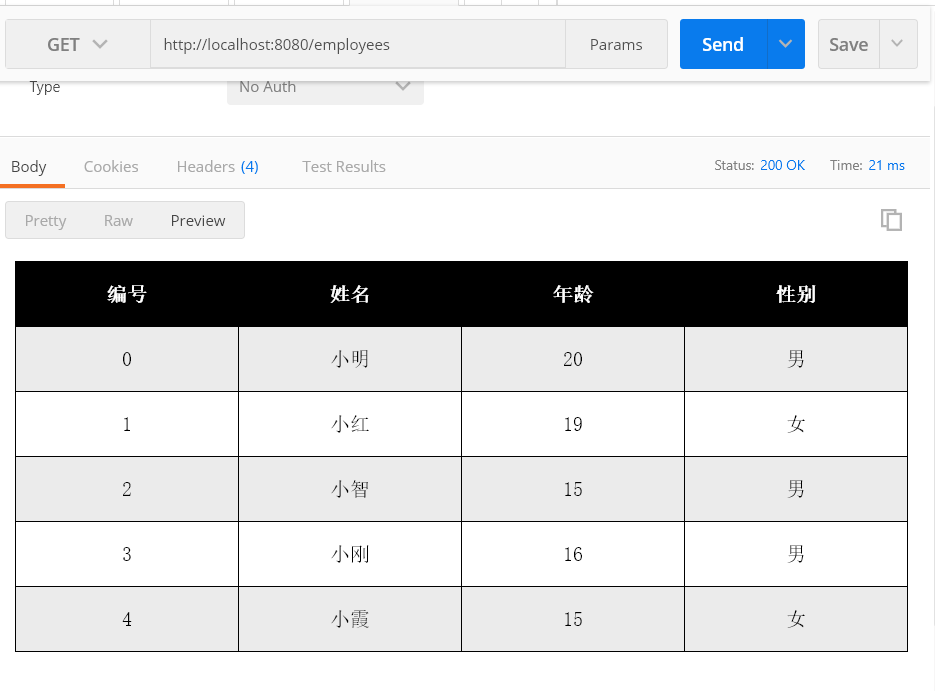 GET http://localhost:8080/employees Params Send Save
Type No Auth
Body Cookies Headers (4) Test Results Status: 200 OK Time: 21 ms
Pretty Raw Preview
编号 姓名 年龄 性别
0 小明 20 男
1 小红 19 女
2 小智 15 男
3 小刚 16 男
4 小霞 15 女